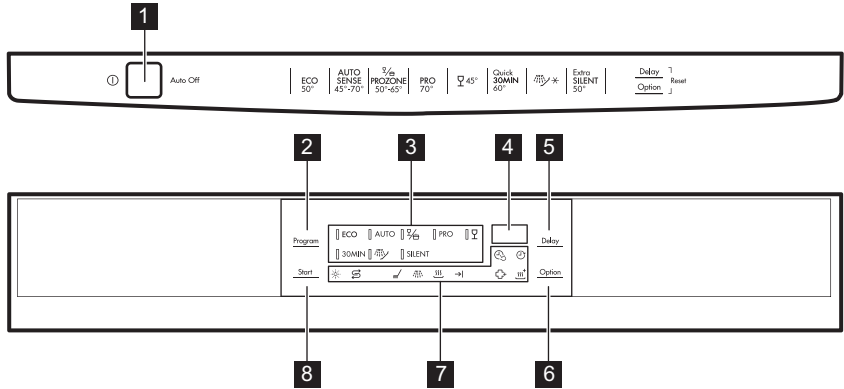 1
Auto Off
ECO
50°
AUTO
SENSE
45°-70°
PROZONE
50°-65°
PRO
70°
45°
Quick
30MIN
60°
Extra
SILENT
50°
Delay
Option
Reset
2
3
4
5
Program
ECO
AUTO
PRO
Delay
30MIN
SILENT
Start
Option
8
7
6